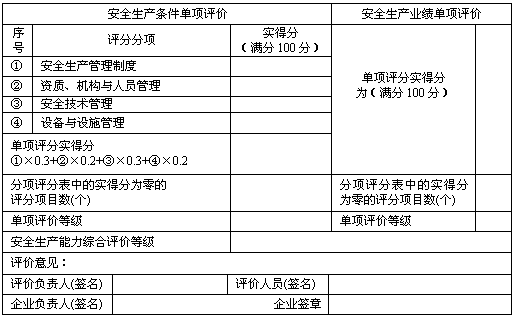 安全生产条件单项评价
安全生产业绩单项评价
序
号
评分分项
实得分
（满分100分）
①
安全生产管理制度
②
资质、机构与人员管理
③
安全技术管理
④
设备与设施管理
单项评分实得分
为（满分100分）
单项评分实得分
①×0.3+②×0.2+③×0.3+④×0.2
分项评分表中的实得分为零的
评分项目数(个)
分项评分表中的实得分
为零的评分项目数(个)
单项评价等级
单项评价等级
安全生产能力综合评价等级
评价意见：
评价负责人(签名)
评价人员(签名)
企业负责人(签名)
企业签章